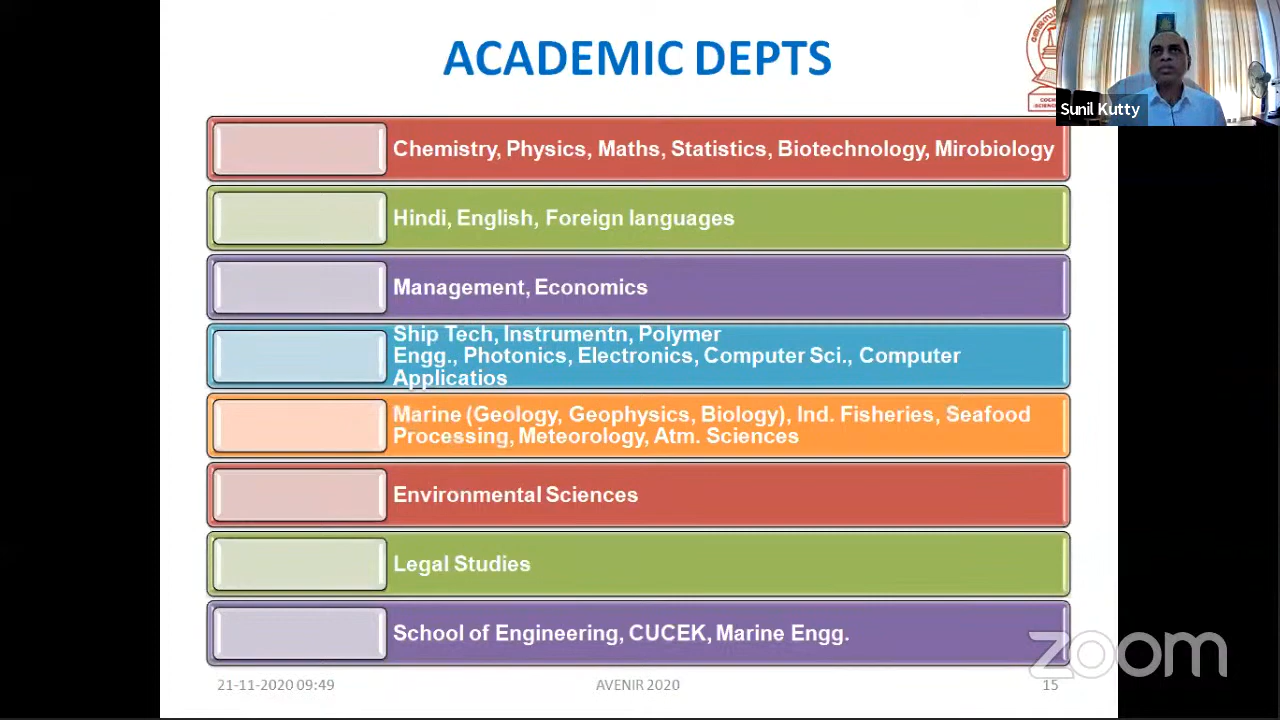 ACADEMIC DEPTS
Sunil Kutty
Chemistry, Physics, Maths, Statistics, Biotechnology, Mirobiology
Hindi, English, Foreign languages
Management, Economics
Ship Tech, Instrumentn, Polymer
Engg., Photonics, Electronics, Computer Sci., Computer
Applicatios
Marine (Geology, Geophysics, Biology), Ind. Fisheries, Seafood
Processing, Meteorology, Atm. Sciences
Environmental Sciences
Legal Studies
School of Engineering, CUCEK, Marine Engg.
zoom
21-11-2020 09:49
AVENIR 2020
15